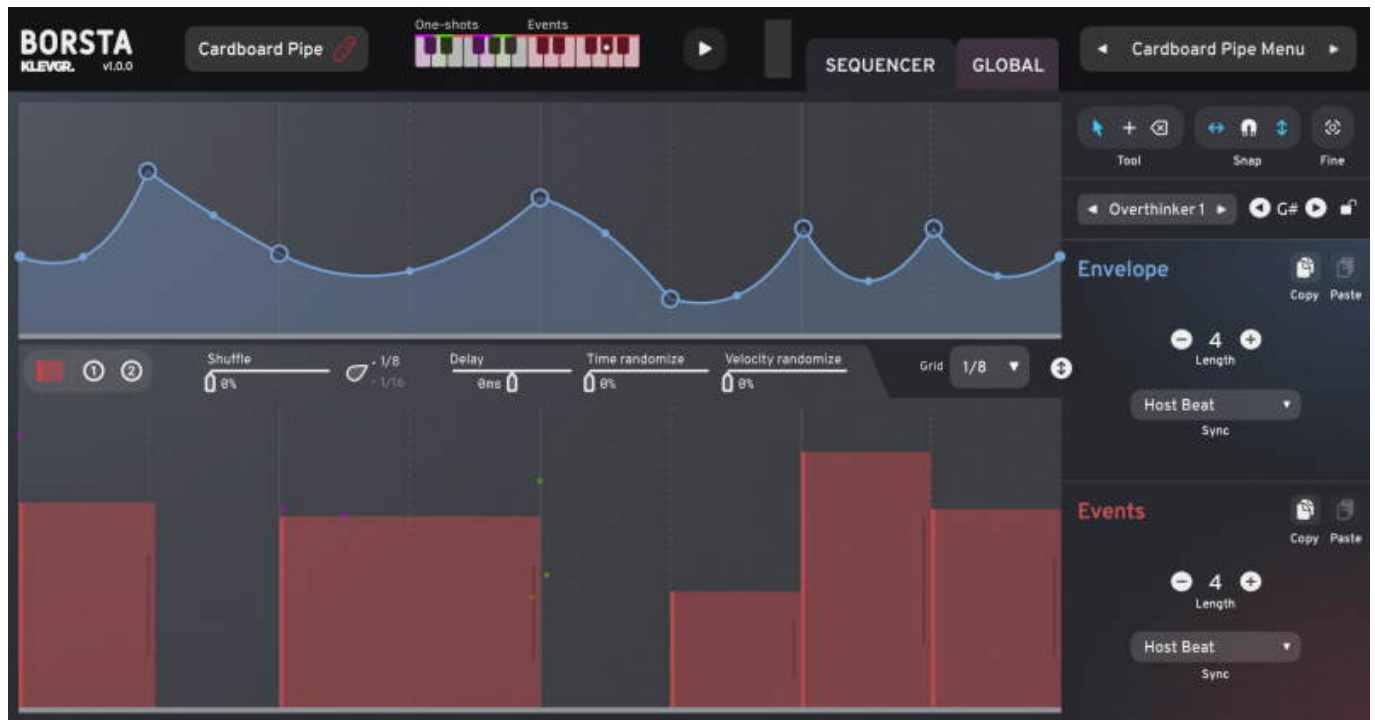 BORSTA
KLEVGR. v1.0.0
Cardboard Pipe
One-shots Events
SEQUENCER
GLOBAL
Cardboard Pipe Menu
Tool
Snap
Fine
Overthinker 1
G#
Envelope
Copy Paste
4
Length
Host Beat
Sync
1 2
Shuffle
0%
1/8
1/16
Delay
0ms
Time randomize
0%
Velocity randomize
0%
Grid 1/8
Events
Copy Paste
4
Length
Host Beat
Sync